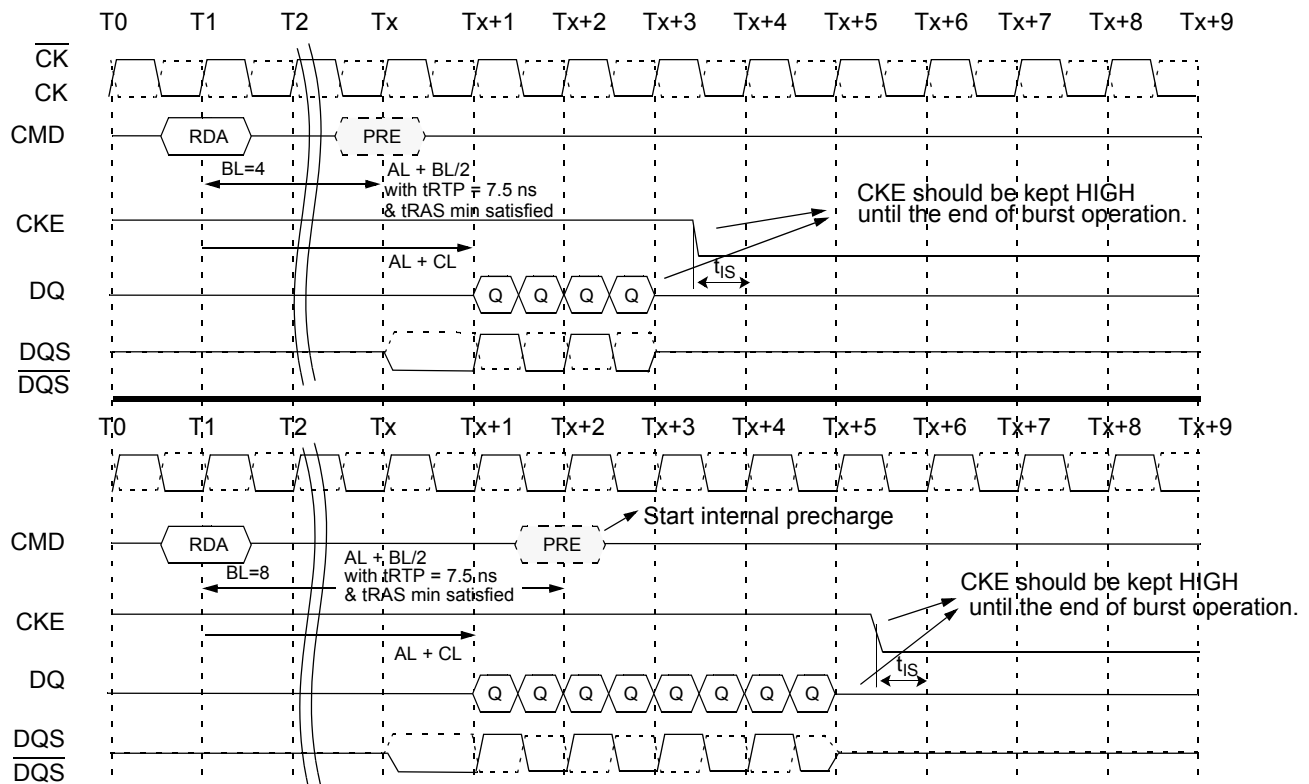 T0 T1 T2 Tx Tx+1 Tx+2 Tx+3 Tx+4 Tx+5 Tx+6 Tx+7 Tx+8 Tx+9
CK
CK
CMD RDA PRE
BL=4 AL + BL/2
with tRTP = 7.5 ns
& tRAS min satisfied
CKE should be kept HIGH
until the end of burst operation.
CKE
AL + CL
tIS
DQ Q Q Q Q
DQS
DQS
T0 T1 T2 Tx Tx+1 Tx+2 Tx+3 Tx+4 Tx+5 Tx+6 Tx+7 Tx+8 Tx+9
Start internal precharge
CMD RDA PRE
BL=8 AL + BL/2
with tRTP = 7.5 ns
& tRAS min satisfied
CKE should be kept HIGH
until the end of burst operation.
CKE
AL + CL
tIS
DQ Q Q Q Q Q Q Q Q
DQS
DQS